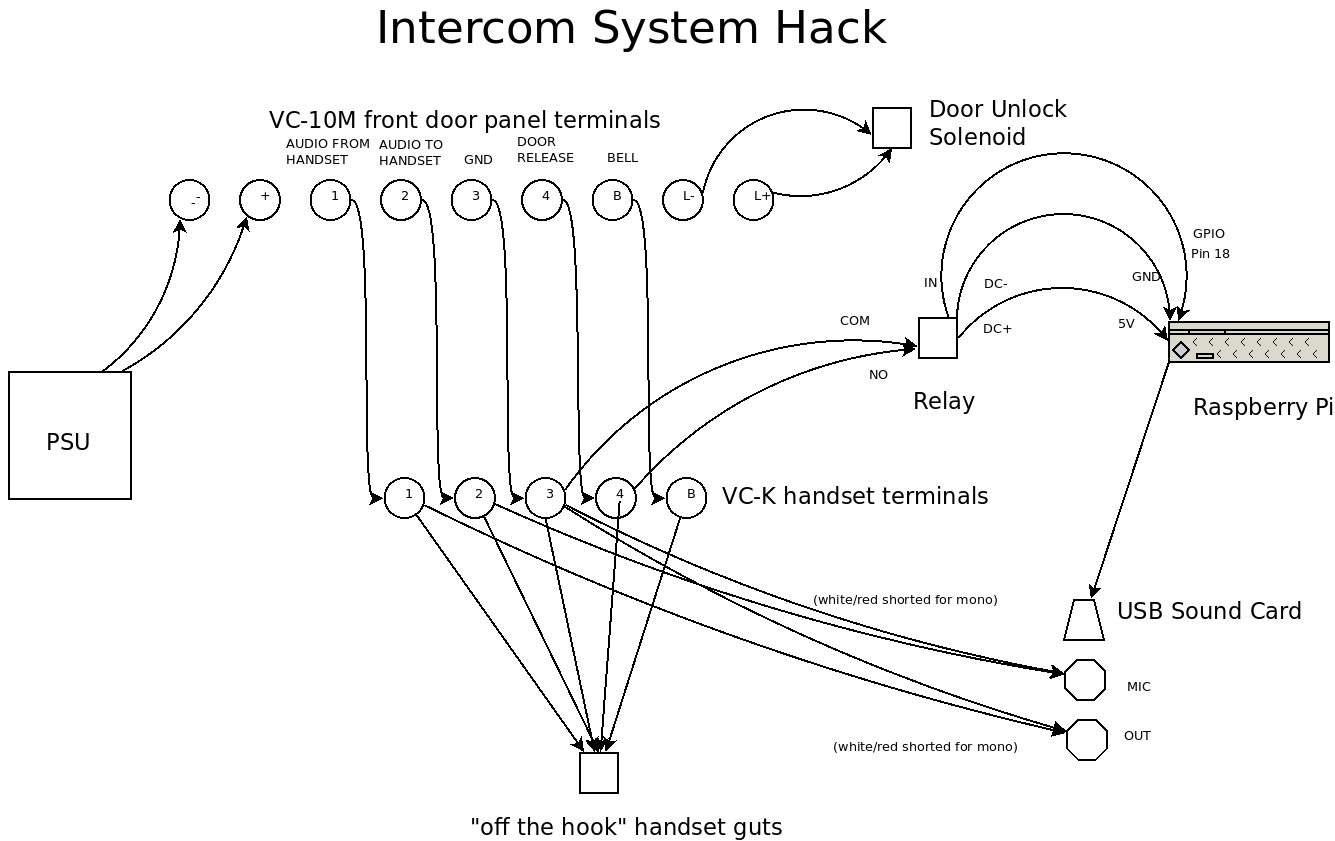 Intercom System Hack
VC-10M front door panel terminals
AUDIO FROM
HANDSET
AUDIO TO
HANDSET
GND
DOOR
RELEASE
BELL
Door Unlock
Solenoid
--
+
1
2
3
4
B
L-
L+
GPIO
Pin 18
IN
DC-
GND
DC+
5V
COM
NO
Relay
Raspberry Pi
PSU
1
2
3
4
B
VC-K handset terminals
(white/red shorted for mono)
USB Sound Card
MIC
OUT
(white/red shorted for mono)
"off the hook" handset guts